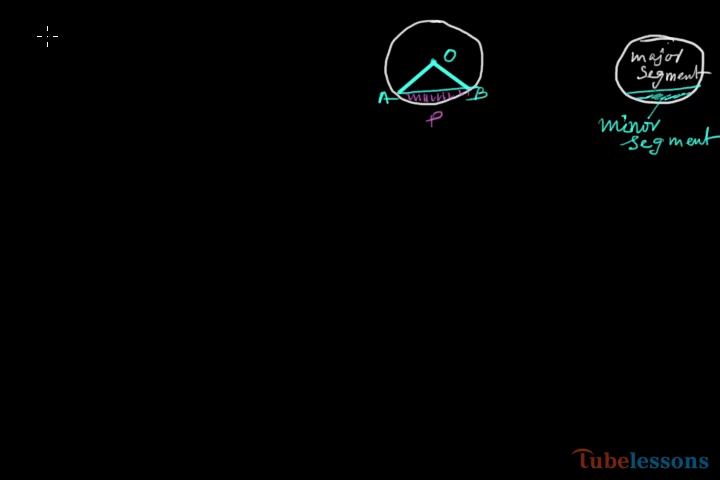 O
A B
P
major
segment
minor
segment
Tubelessons